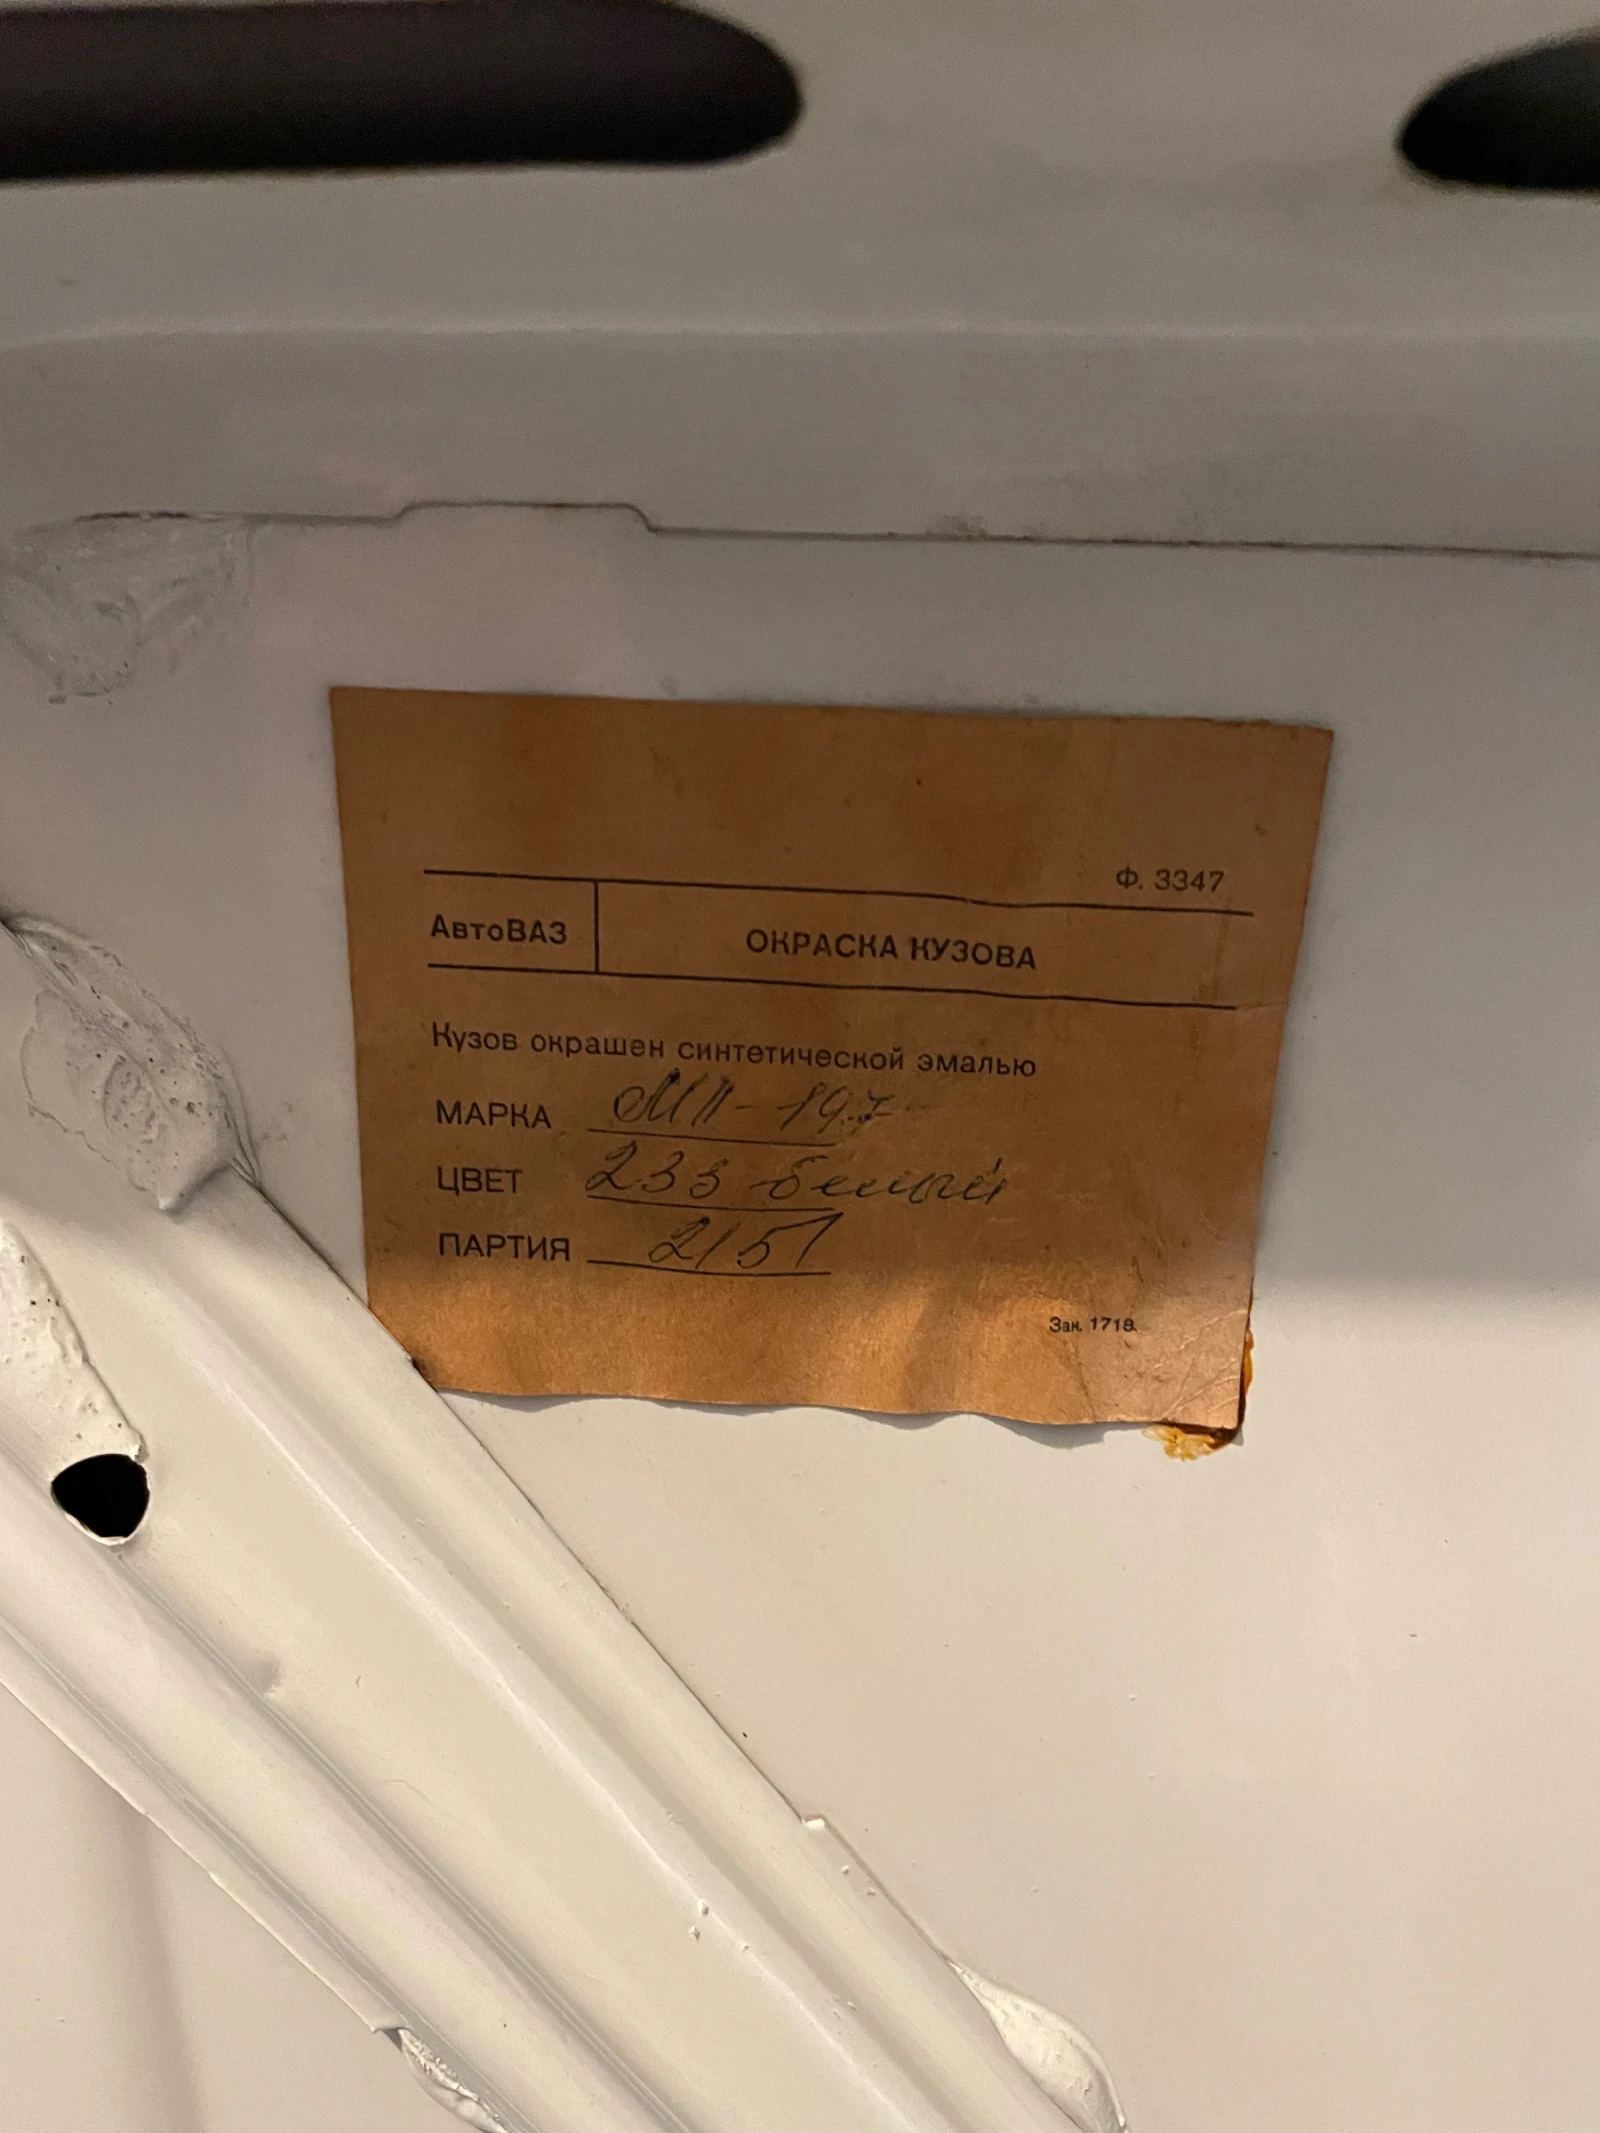 Ф. 3347
АвтоВАЗ ОКРАСКА КУЗОВА
Кузов окрашен синтетической эмалью
МАРКА МЛ-197
ЦВЕТ 233 белый
ПАРТИЯ 2151
Зак. 1718.